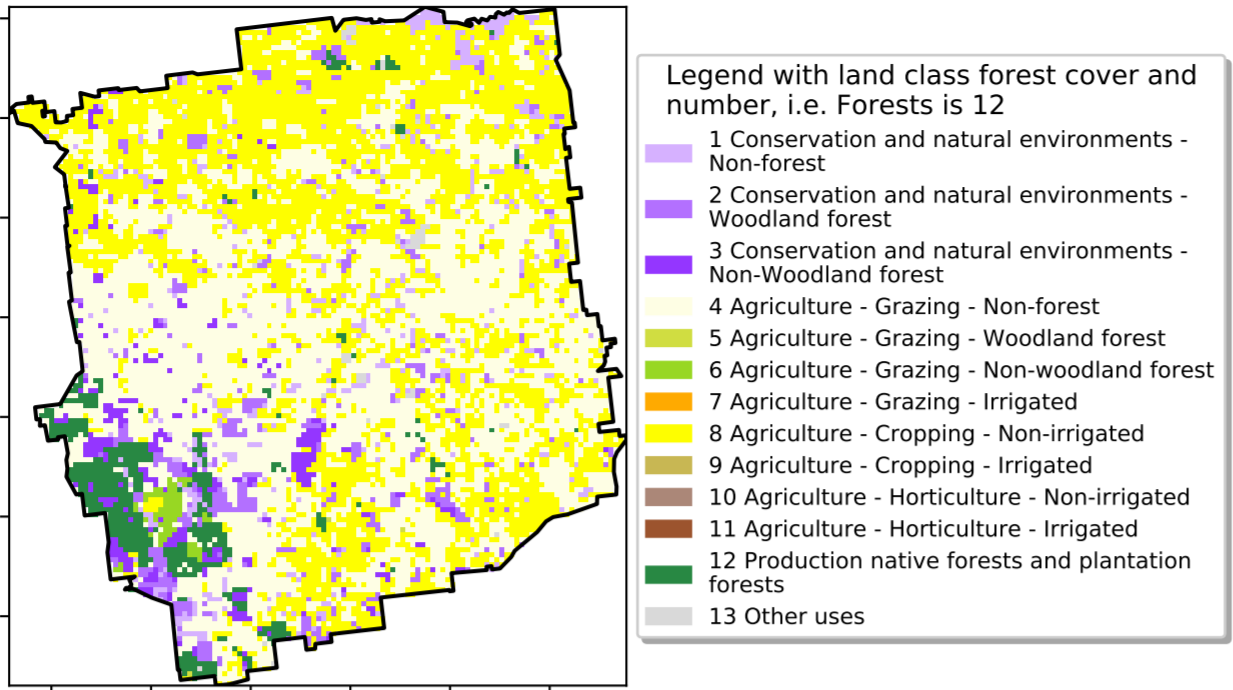 Legend with land class forest cover and
number, i.e. Forests is 12
1 Conservation and natural environments -
Non-forest
2 Conservation and natural environments -
Woodland forest
3 Conservation and natural environments -
Non-Woodland forest
4 Agriculture - Grazing - Non-forest
5 Agriculture - Grazing - Woodland forest
6 Agriculture - Grazing - Non-woodland forest
7 Agriculture - Grazing - Irrigated
8 Agriculture - Cropping - Non-irrigated
9 Agriculture - Cropping - Irrigated
10 Agriculture - Horticulture - Non-irrigated
11 Agriculture - Horticulture - Irrigated
12 Production native forests and plantation
forests
13 Other uses